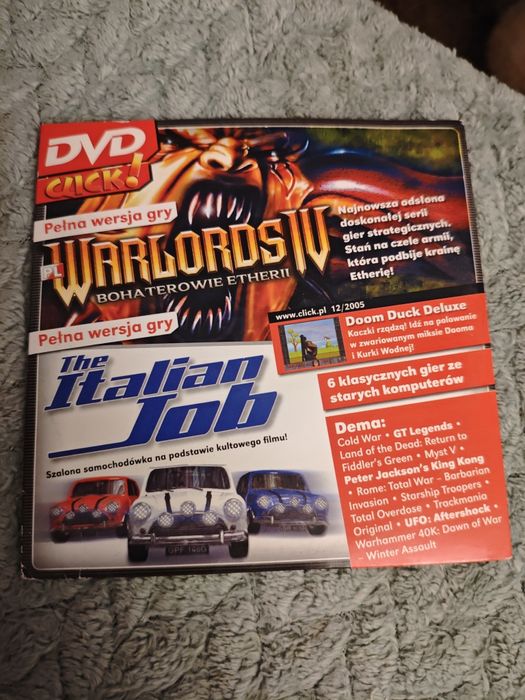 DVD
CLICK!
Pełna wersja gry
PL
WARLORDS IV
BOHATEROWIE ETHERII
Najnowsza odsłona
doskonałej serii
gier strategicznych.
Stań na czele armii,
która podbije krainę
Etherię!
Pełna wersja gry
www.click.pl 12/2005
Doom Duck Deluxe
Kaczki rządzą! Idź na polowanie
w zwariowanym miksie Dooma
i Kurki Wodnej!
The
Italian
Job
Szalona samochodówka na podstawie kultowego filmu!
GPF 146G
6 klasycznych gier ze
starych komputerów
Dema:
Cold War • GT Legends •
Land of the Dead: Return to
Fiddler's Green • Myst V •
Peter Jackson's King Kong
• Rome: Total War – Barbarian
Invasion • Starship Troopers •
Total Overdose • Trackmania
Original • UFO: Aftershock •
Warhammer 40K: Dawn of War
– Winter Assault